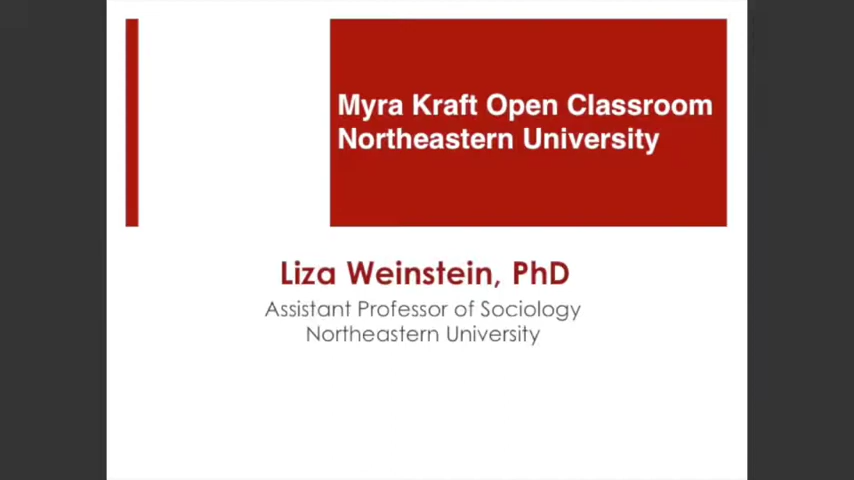 Myra Kraft Open Classroom
Northeastern University
Liza Weinstein, PhD
Assistant Professor of Sociology
Northeastern University